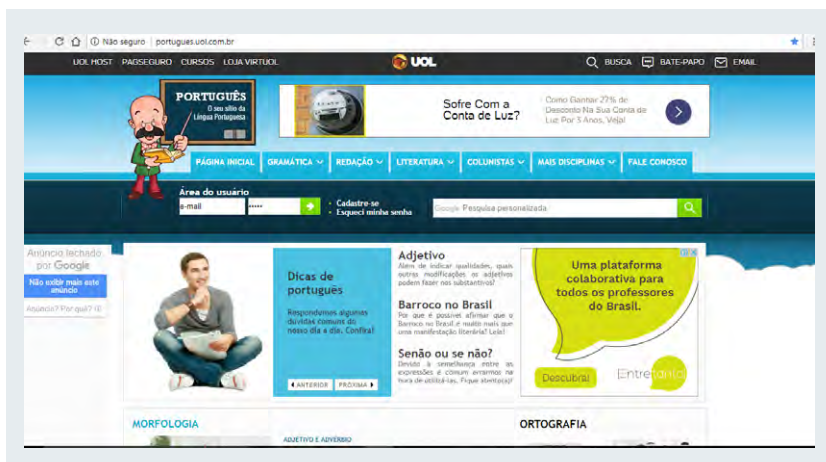 Não seguro portugues.uol.com.br
UOL HOST PAGSEGURO CURSOS LOJA VIRTUOL UOL BUSCA BATE-PAPO EMAIL
PORTUGUÊS
O seu sítio da
Língua Portuguesa
Sofre Com a
Conta de Luz?
Como Ganhar 27% de
Desconto Na Sua Conta de
Luz Por 3 Anos, Veja!
PÁGINA INICIAL GRAMÁTICA REDAÇÃO LITERATURA COLUNISTAS MAIS DISCIPLINAS FALE CONOSCO
Área do usuário
e-mail •••••
Cadastre-se
Esqueci minha senha
Google Pesquisa personalizada
Anúncio fechado
por Google
Não exibir mais este
anúncio
Anúncio? Por quê?
Dicas de
português
Respondemos algumas
dúvidas comuns do
nosso dia a dia. Confira!
ANTERIOR PRÓXIMA
Adjetivo
Além de indicar qualidades, quais
outras modificações os adjetivos
podem fazer nos substantivos?
Barroco no Brasil
Por que é possível afirmar que o
Barroco no Brasil é muito mais que
uma manifestação literária? Leia!
Senão ou se não?
Devido à semelhança entre as
expressões é comum errarmos na
hora de utilizá-las. Fique atento(a)!
Uma plataforma
colaborativa para
todos os professores
do Brasil.
Descubra!
Entre
MORFOLOGIA
ADJETIVO E ADVÉRBIO
ORTOGRAFIA